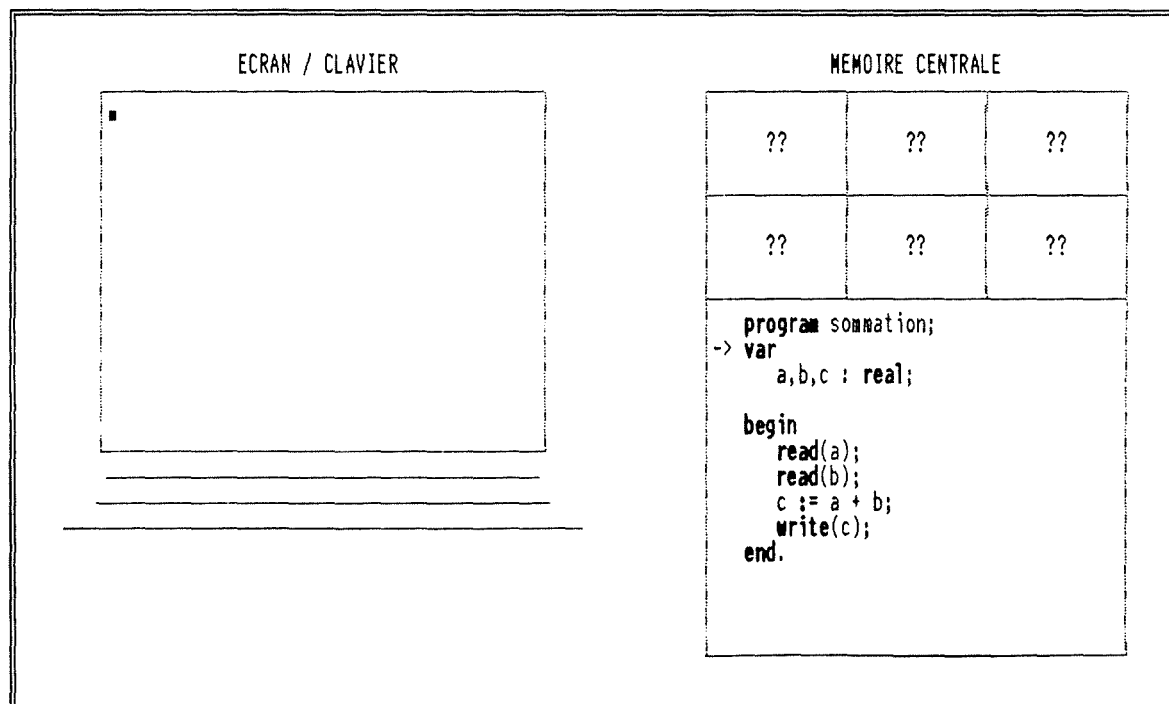 ECRAN / CLAVIER
MEMOIRE CENTRALE
?? ?? ??
?? ?? ??
program sommation;
-> var
a,b,c : real;
begin
read(a);
read(b);
c := a + b;
write(c);
end.